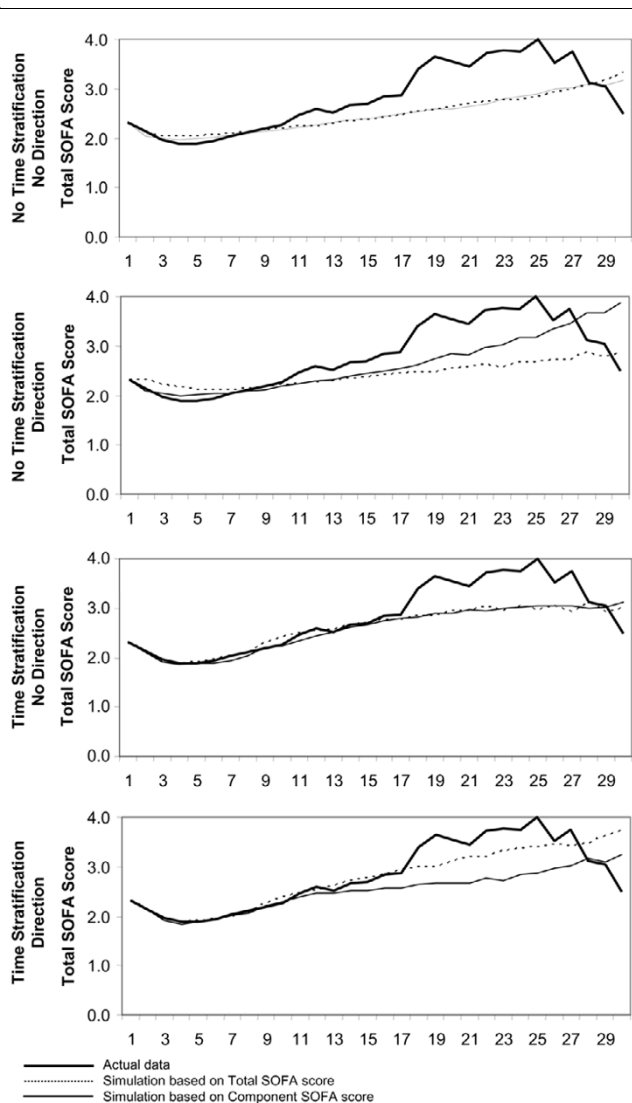 No Time Stratification
No Direction
Total SOFA Score
4.0
3.0
2.0
1.0
0.0
1 3 5 7 9 11 13 15 17 19 21 23 25 27 29
No Time Stratification
Direction
Total SOFA Score
4.0
3.0
2.0
1.0
0.0
1 3 5 7 9 11 13 15 17 19 21 23 25 27 29
Time Stratification
No Direction
Total SOFA Score
4.0
3.0
2.0
1.0
0.0
1 3 5 7 9 11 13 15 17 19 21 23 25 27 29
Time Stratification
Direction
Total SOFA Score
4.0
3.0
2.0
1.0
0.0
1 3 5 7 9 11 13 15 17 19 21 23 25 27 29
Actual data
Simulation based on Total SOFA score
Simulation based on Component SOFA score